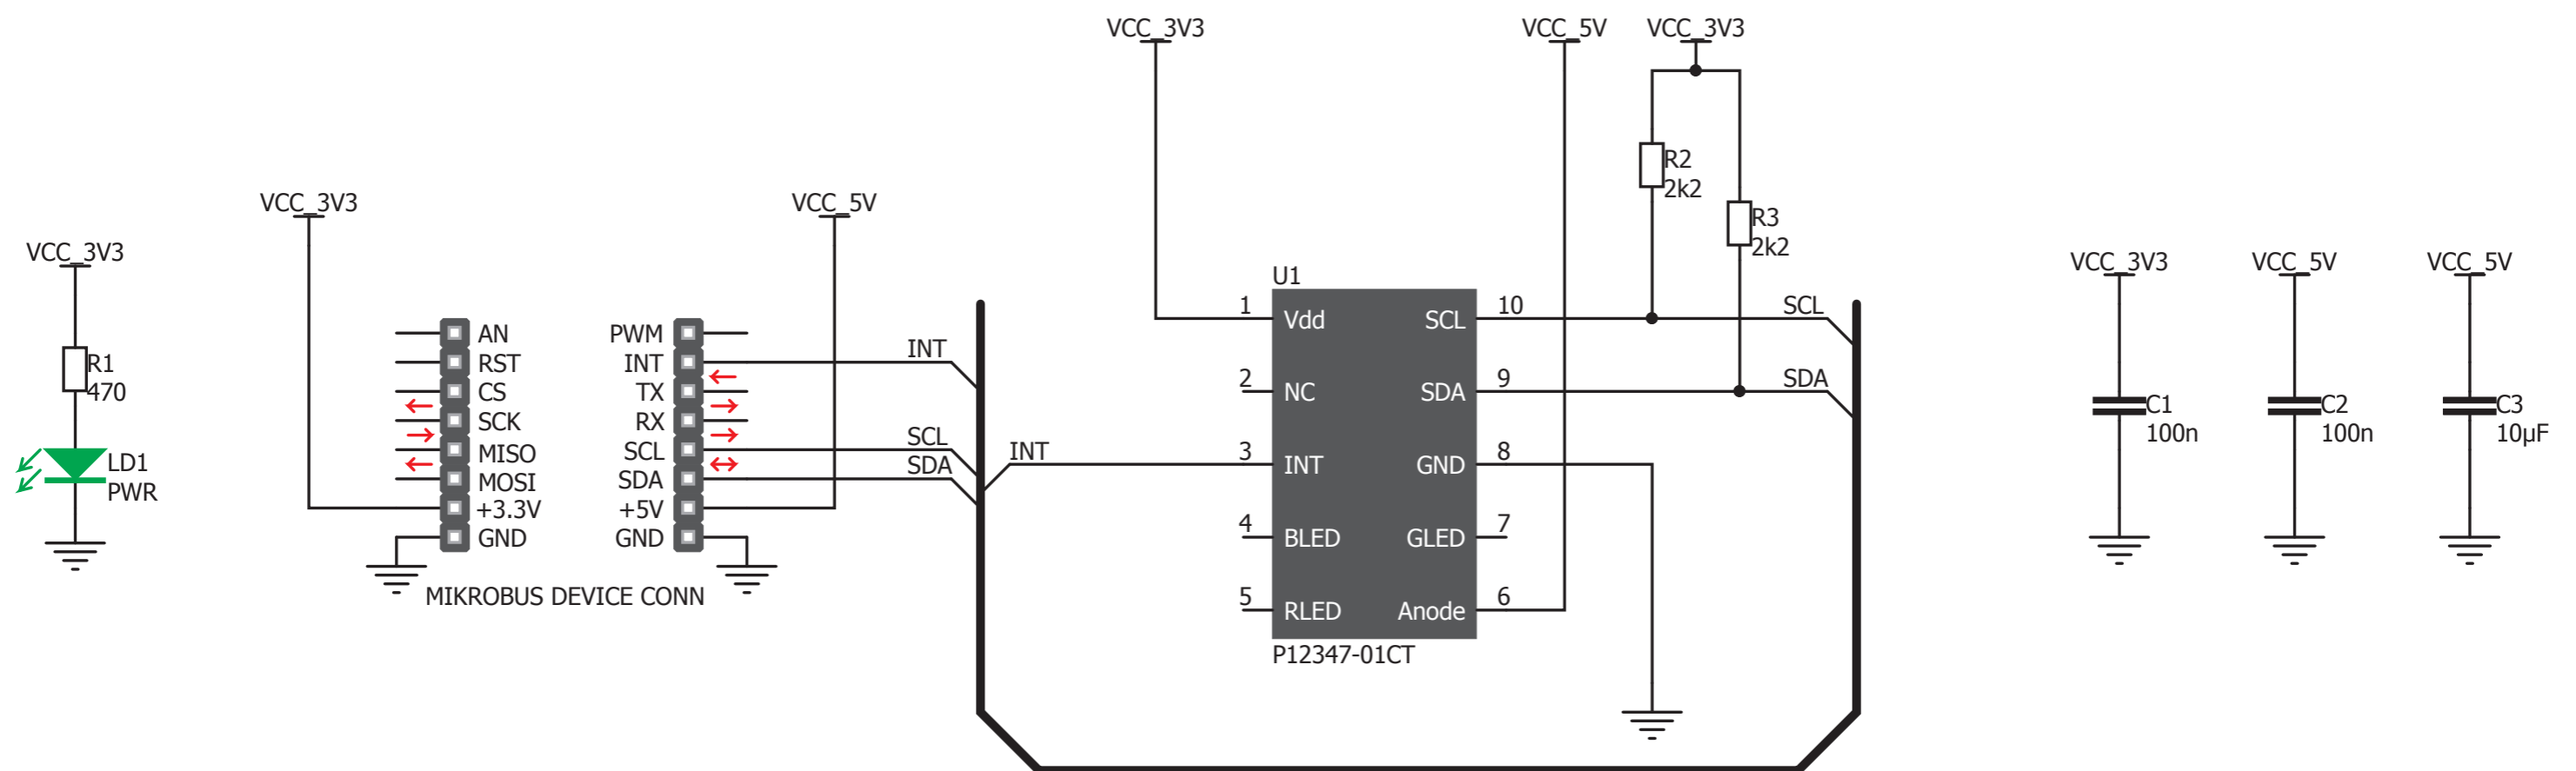 VCC_3V3
R1
470
LD1
PWR
VCC_3V3
VCC_5V
AN
RST
CS
SCK
MISO
MOSI
+3.3V
GND
PWM
INT
TX
RX
SCL
SDA
+5V
GND
MIKROBUS DEVICE CONN
INT
SCL
SDA
INT
VCC_3V3
VCC_5V
VCC_3V3
R2
2k2
R3
2k2
U1
1 Vdd SCL 10
2 NC SDA 9
3 INT GND 8
4 BLED GLED 7
5 RLED Anode 6
P12347-01CT
SCL
SDA
VCC_3V3
C1
100n
VCC_5V
C2
100n
VCC_5V
C3
10µF